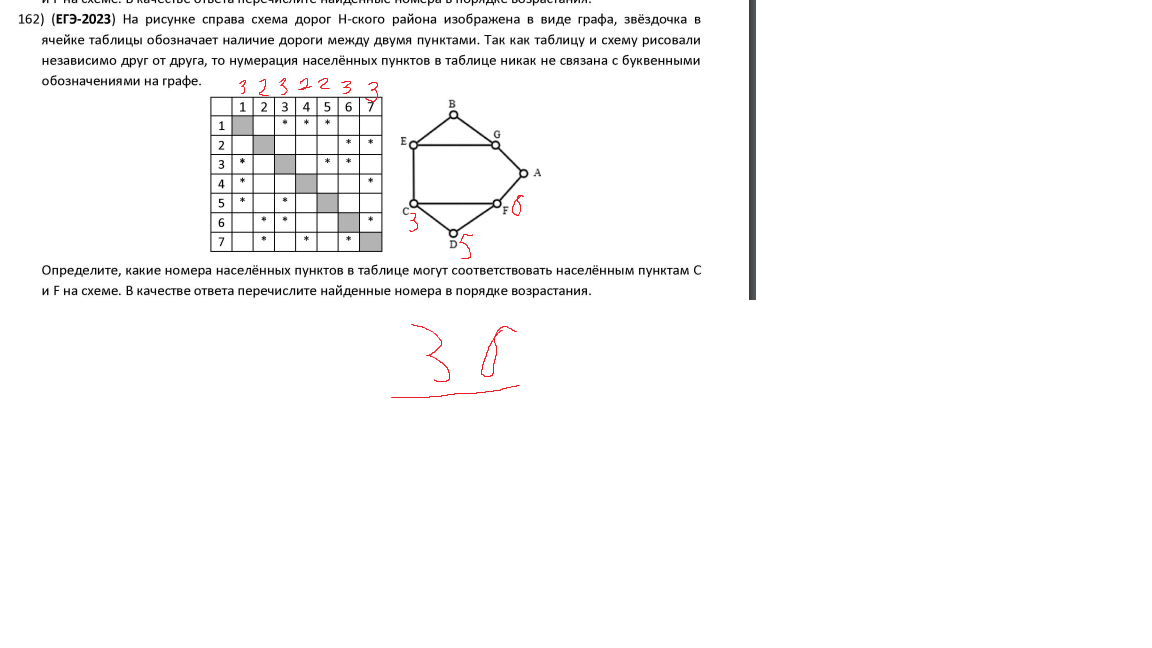 и F на схеме. В качестве ответа перечислите найденные номера в порядке возрастания.
162) (ЕГЭ-2023) На рисунке справа схема дорог Н-ского района изображена в виде графа, звёздочка в
ячейке таблицы обозначает наличие дороги между двумя пунктами. Так как таблицу и схему рисовали
независимо друг от друга, то нумерация населённых пунктов в таблице никак не связана с буквенными
обозначениями на графе.
3 2 3 2 2 3 3
1 2 3 4 5 6 7
1 * * *
2 * *
3 * * *
4 * *
5 * *
6 * * *
7 * * *
B
E G
A
C F 6
3
D 5
Определите, какие номера населённых пунктов в таблице могут соответствовать населённым пунктам С
и F на схеме. В качестве ответа перечислите найденные номера в порядке возрастания.
3 6